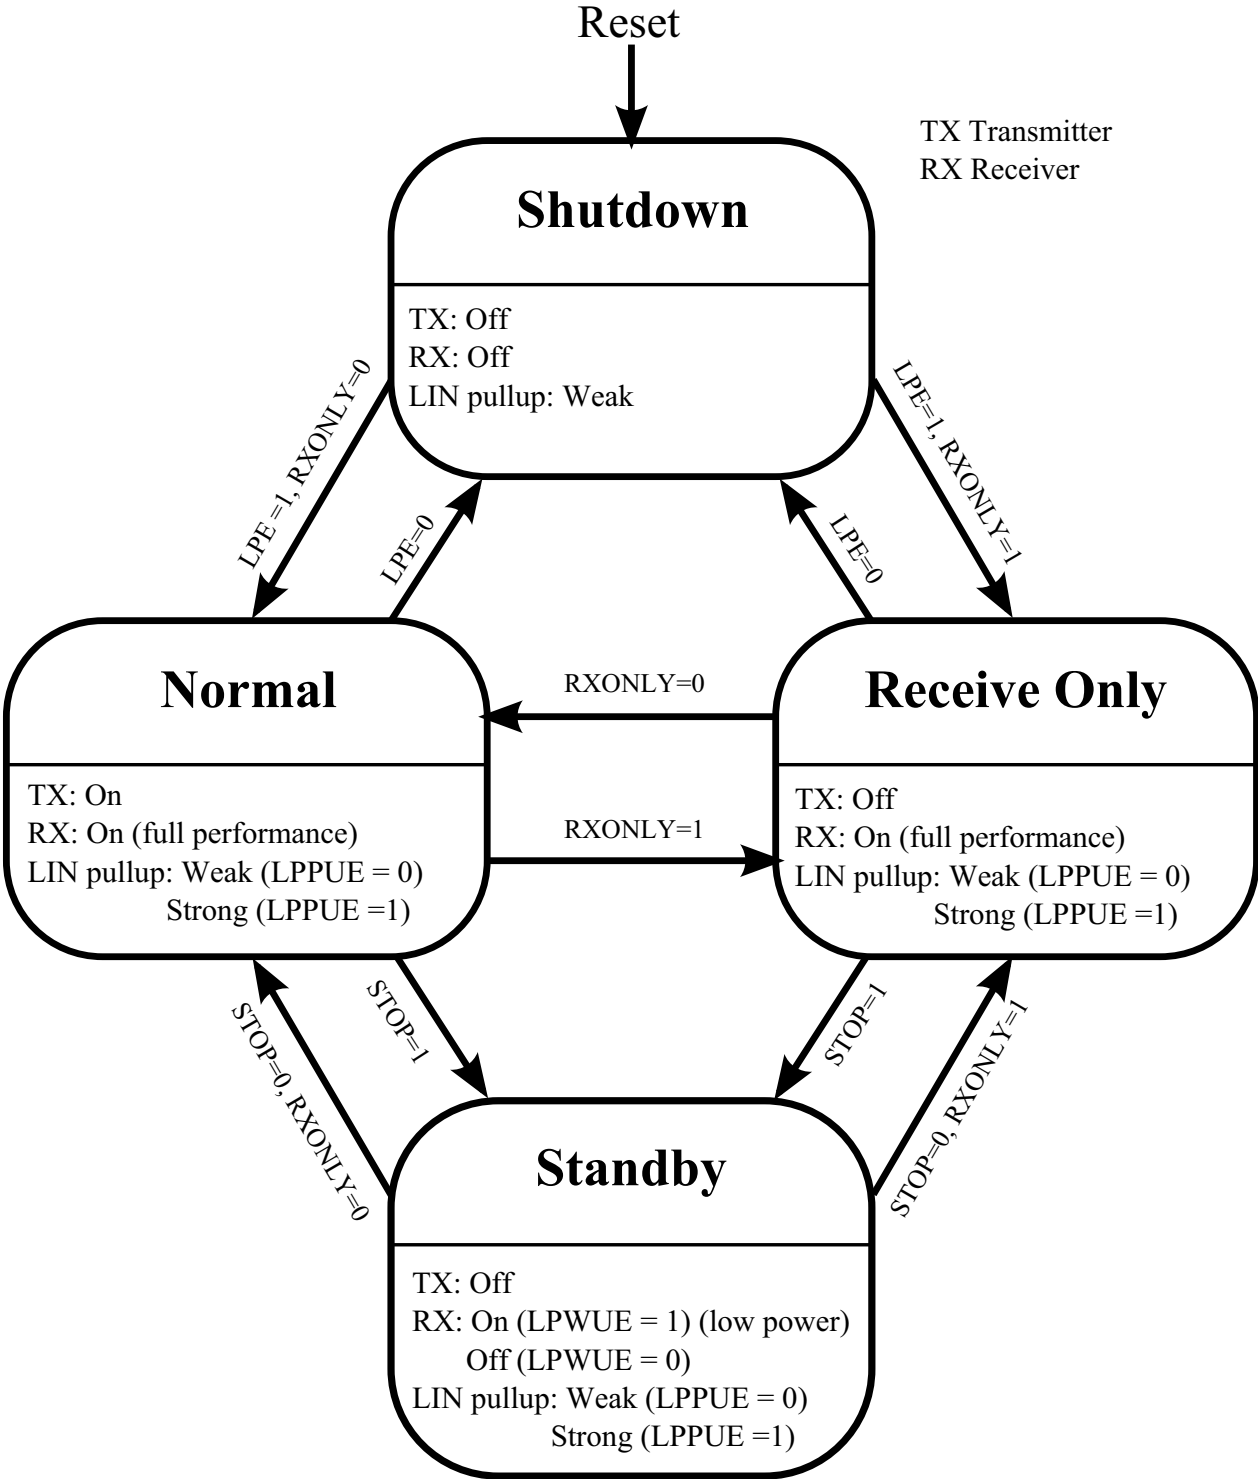 Reset
TX Transmitter
RX Receiver
Shutdown
TX: Off
RX: Off
LIN pullup: Weak
LPE =1, RXONLY=0
LPE=0
LPE=0
LPE=1, RXONLY=1
Normal
TX: On
RX: On (full performance)
LIN pullup: Weak (LPPUE = 0)
Strong (LPPUE =1)
RXONLY=0
RXONLY=1
Receive Only
TX: Off
RX: On (full performance)
LIN pullup: Weak (LPPUE = 0)
Strong (LPPUE =1)
STOP=0, RXONLY=0
STOP=1
STOP=1
STOP=0, RXONLY=1
Standby
TX: Off
RX: On (LPWUE = 1) (low power)
Off (LPWUE = 0)
LIN pullup: Weak (LPPUE = 0)
Strong (LPPUE =1)